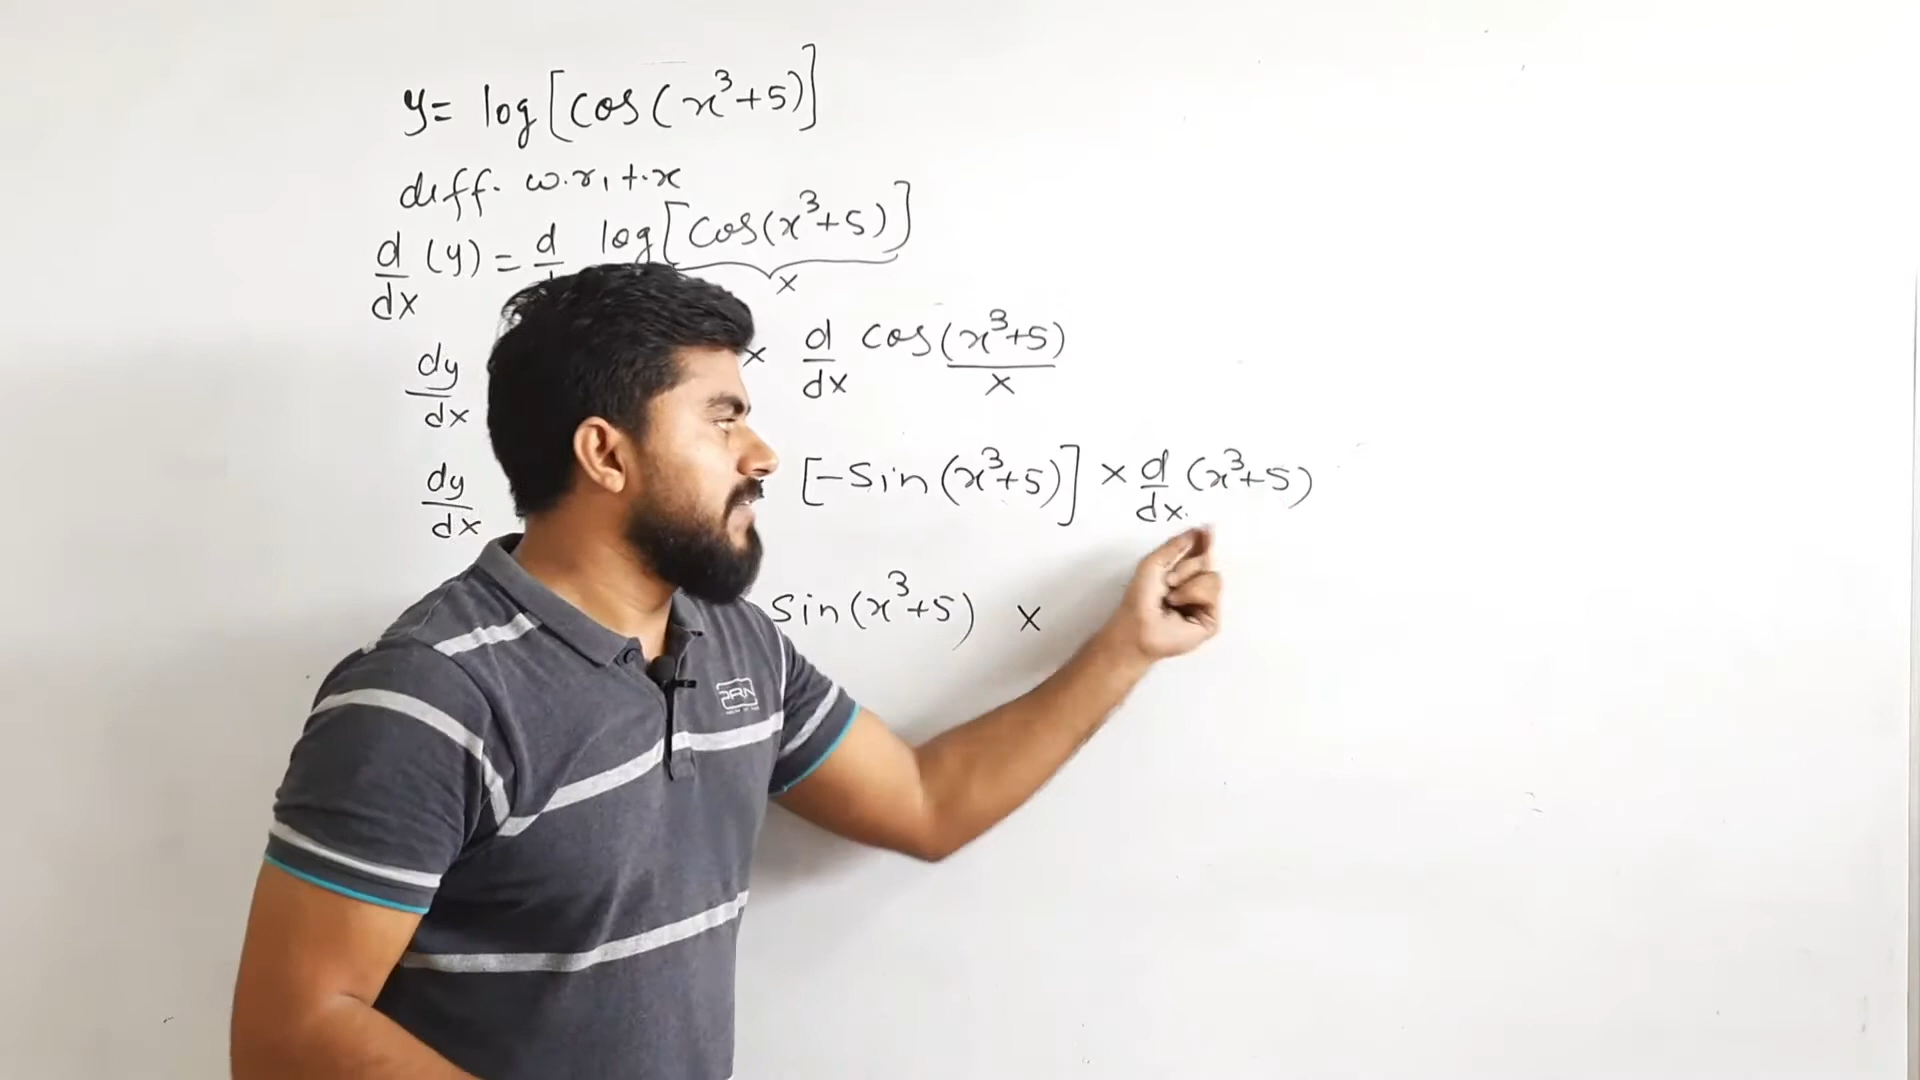 y= log[cos(x³+5)]
diff. w.r.t.x
d/dx (y) = d log[cos(x³+5)]
x
dy/dx × d/dx cos(x³+5)
x
dy/dx [-Sin(x³+5)] × d/dx (x³+5)
Sin(x³+5) ×